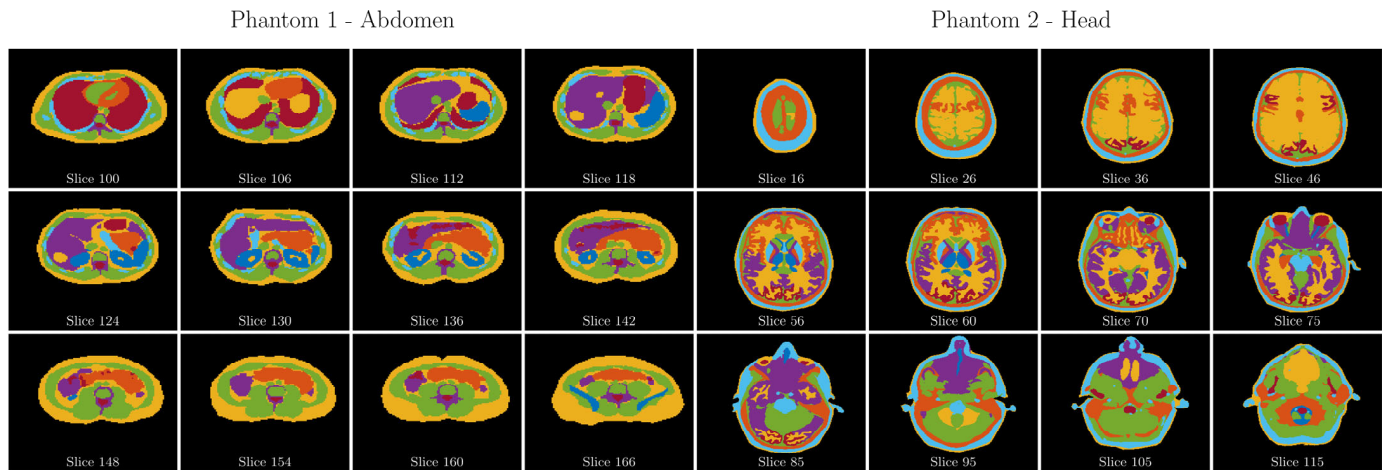 Phantom 1 - Abdomen
Phantom 2 - Head
Slice 100
Slice 106
Slice 112
Slice 118
Slice 16
Slice 26
Slice 36
Slice 46
Slice 124
Slice 130
Slice 136
Slice 142
Slice 56
Slice 60
Slice 70
Slice 75
Slice 148
Slice 154
Slice 160
Slice 166
Slice 85
Slice 95
Slice 105
Slice 115